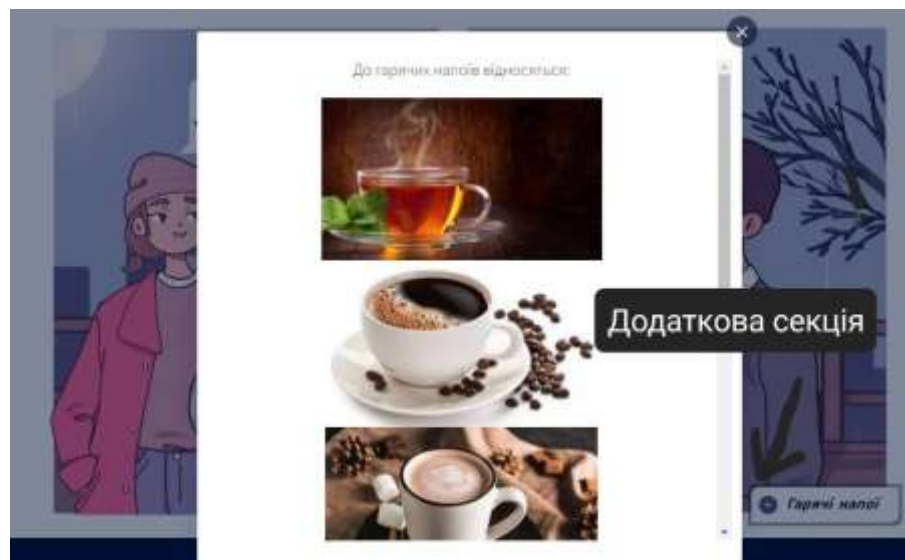 До гарячих напоїв відносяться:
Додаткова секція
Гарячі напої